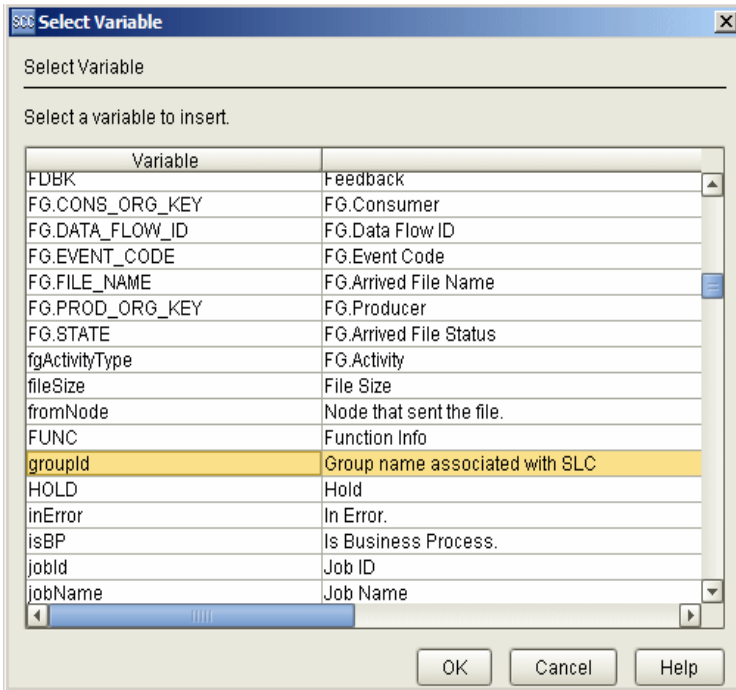 SCC Select Variable
Select Variable
Select a variable to insert.
Variable
FDBK Feedback
FG.CONS_ORG_KEY FG.Consumer
FG.DATA_FLOW_ID FG.Data Flow ID
FG.EVENT_CODE FG.Event Code
FG.FILE_NAME FG.Arrived File Name
FG.PROD_ORG_KEY FG.Producer
FG.STATE FG.Arrived File Status
fgActivityType FG.Activity
fileSize File Size
fromNode Node that sent the file.
FUNC Function Info
groupId Group name associated with SLC
HOLD Hold
inError In Error.
isBP Is Business Process.
jobId Job ID
jobName Job Name
OK Cancel Help